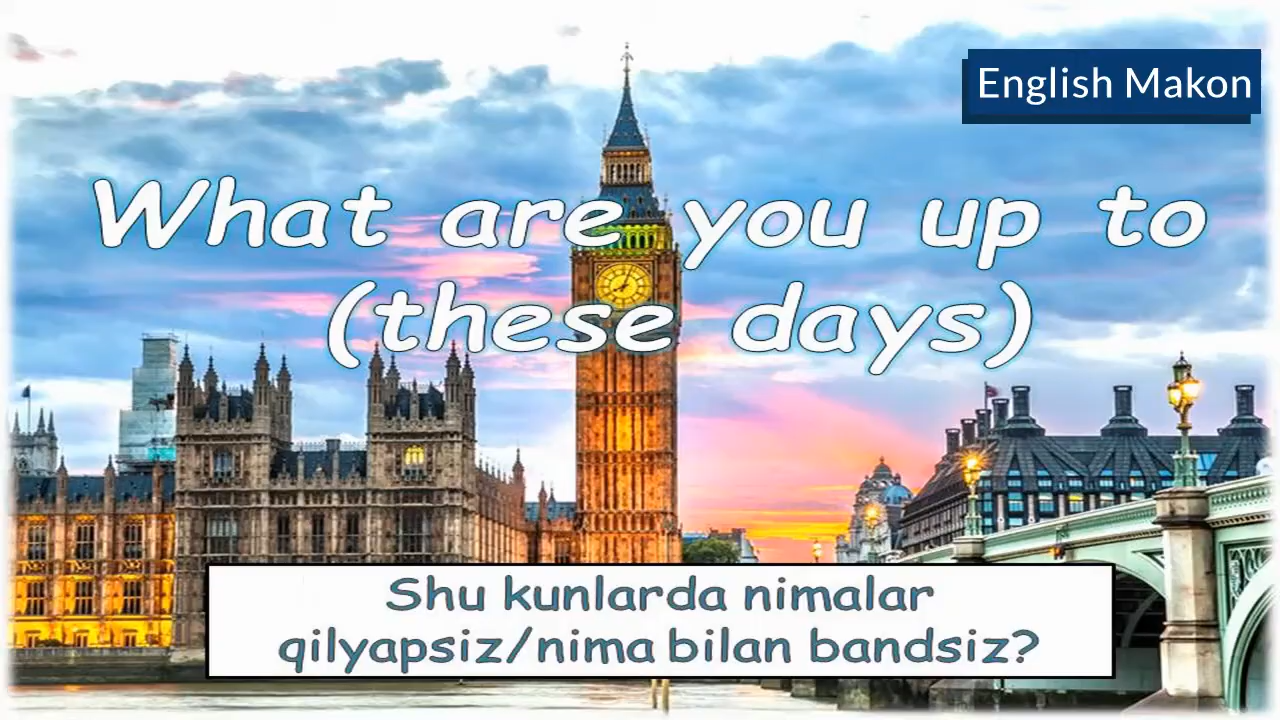 English Makon
What are you up to
(these days)
Shu kunlarda nimalar
qilyapsiz/nima bilan bandsiz?